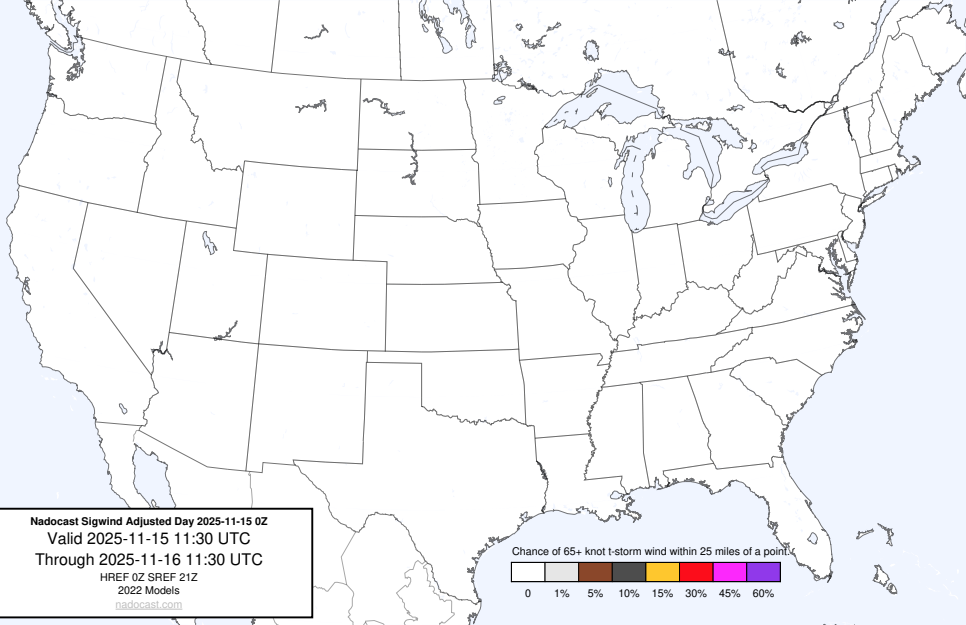 Nadocast Sigwind Adjusted Day 2025-11-15 0Z
Valid 2025-11-15 11:30 UTC
Through 2025-11-16 11:30 UTC
HREF 0Z SREF 21Z
2022 Models
nadocast.com
Chance of 65+ knot t-storm wind within 25 miles of a point.
0 1% 5% 10% 15% 30% 45% 60%